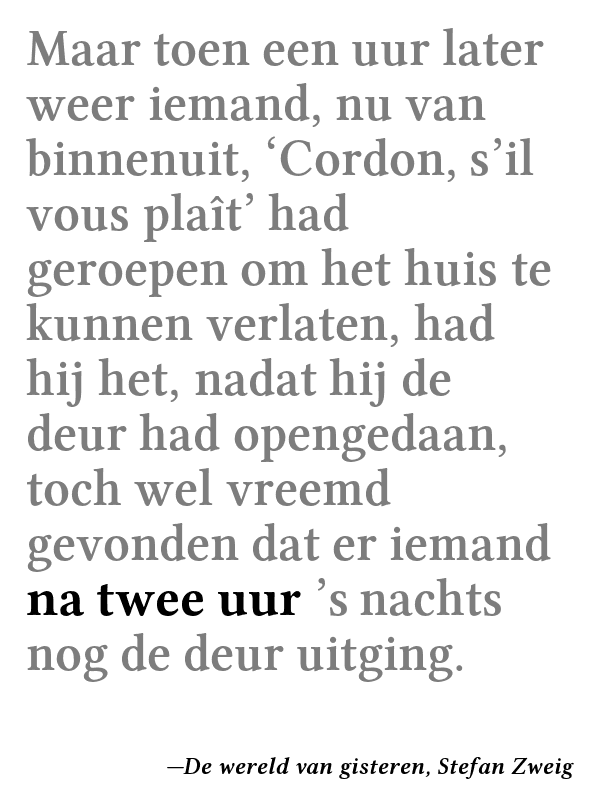 Maar toen een uur later
weer iemand, nu van
binnenuit, ‘Cordon, s’il
vous plaît’ had
geroepen om het huis te
kunnen verlaten, had
hij het, nadat hij de
deur had opengedaan,
toch wel vreemd
gevonden dat er iemand
na twee uur ’s nachts
nog de deur uitging.
—De wereld van gisteren, Stefan Zweig